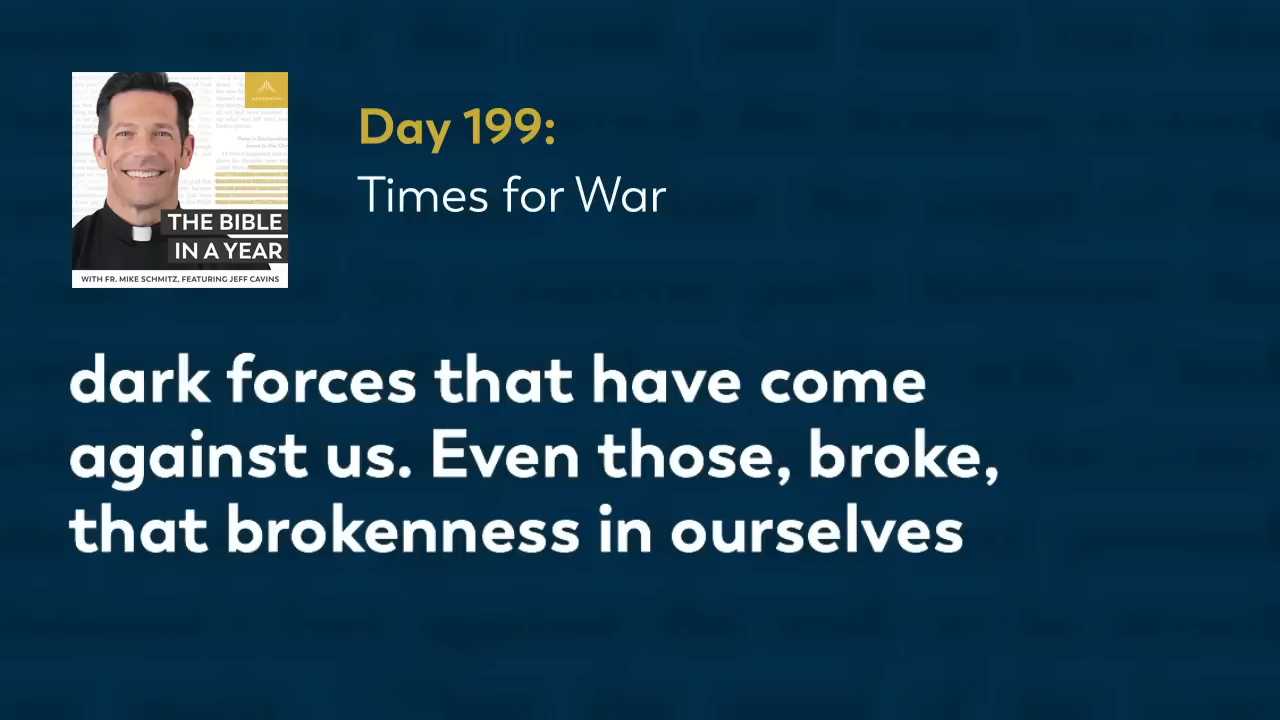 Day 199:
Times for War
THE BIBLE
IN A YEAR
WITH FR. MIKE SCHMITZ, FEATURING JEFF CAVINS
dark forces that have come
against us. Even those, broke,
that brokenness in ourselves